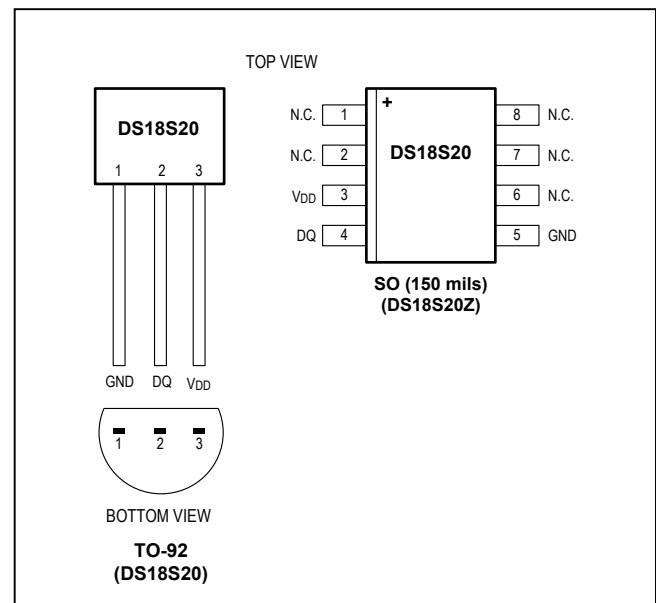 TOP VIEW
DS18S20
1 2 3
GND DQ VDD
1 2 3
BOTTOM VIEW
TO-92
(DS18S20)
+
DS18S20
N.C. 1 8 N.C.
N.C. 2 7 N.C.
VDD 3 6 N.C.
DQ 4 5 GND
SO (150 mils)
(DS18S20Z)